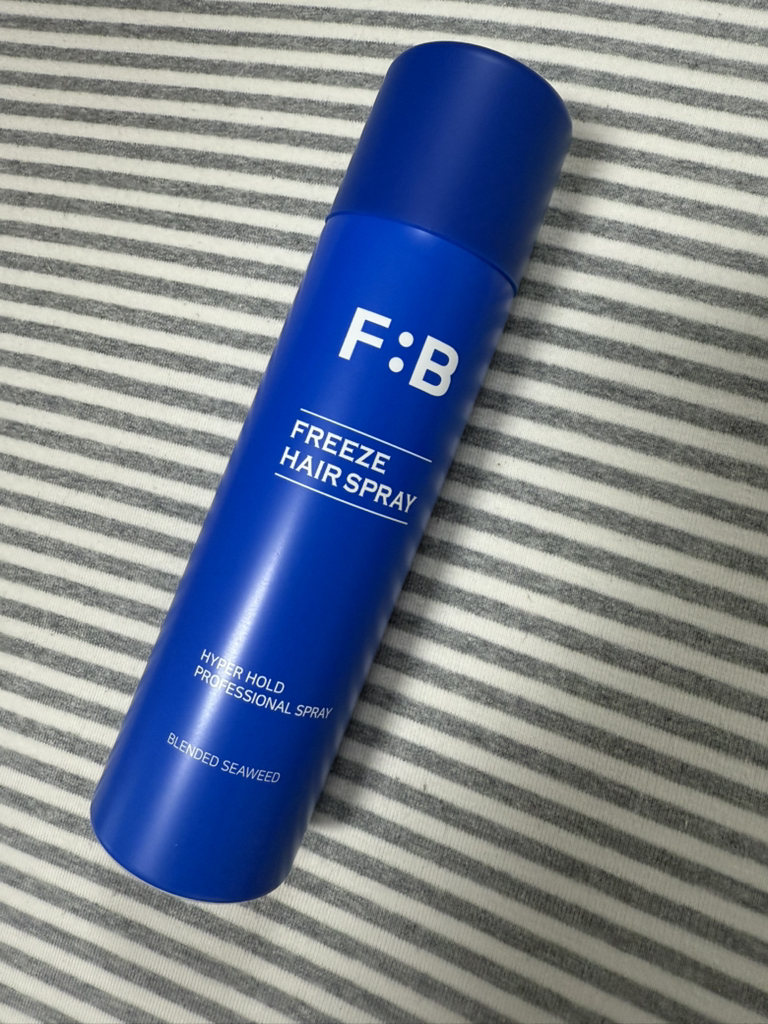 F:B
FREEZE
HAIR SPRAY
HYPER HOLD
PROFESSIONAL SPRAY
BLENDED SEAWEED